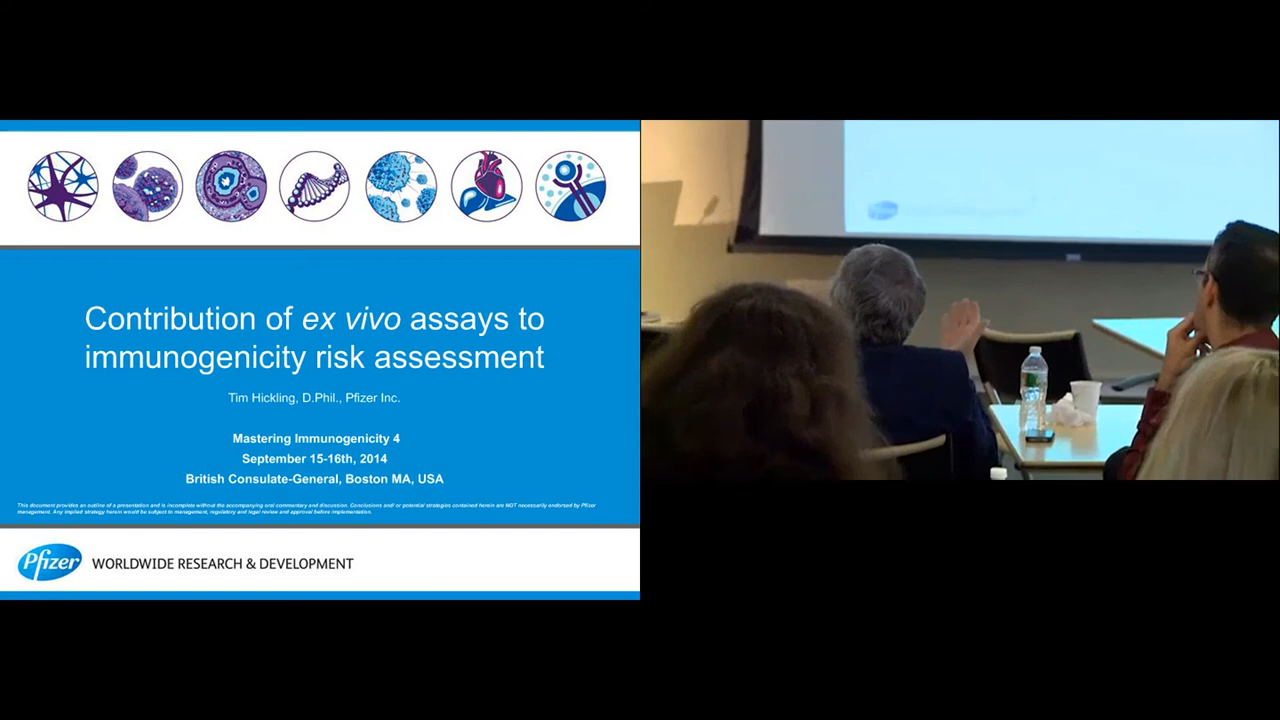 Contribution of ex vivo assays to
immunogenicity risk assessment
Tim Hickling, D.Phil., Pfizer Inc.
Mastering Immunogenicity 4
September 15-16th, 2014
British Consulate-General, Boston MA, USA
This document provides an outline of a presentation and is incomplete without the accompanying oral commentary and discussion. Conclusions and/ or potential strategies contained herein are NOT necessarily endorsed by Pfizer
management. Any implied strategy herein would be subject to management, regulatory and legal review and approval before implementation.
Pfizer WORLDWIDE RESEARCH & DEVELOPMENT